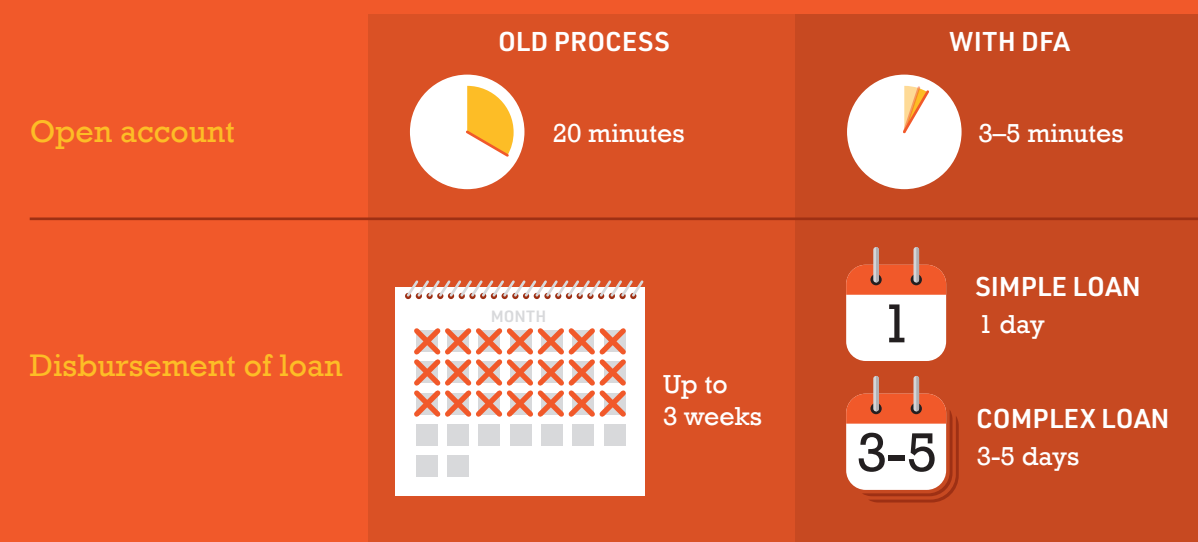 OLD PROCESS
WITH DFA
Open account
20 minutes
3–5 minutes
Disbursement of loan
MONTH
Up to
3 weeks
1
SIMPLE LOAN
1 day
3-5
COMPLEX LOAN
3-5 days